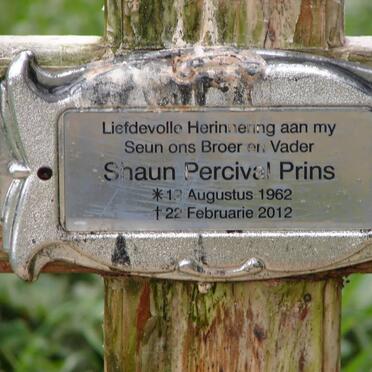 Liefdevolle Herinnering aan my
Seun ons Broer en Vader
Shaun Percival Prins
* Augustus 1962
† 22 Februarie 2012